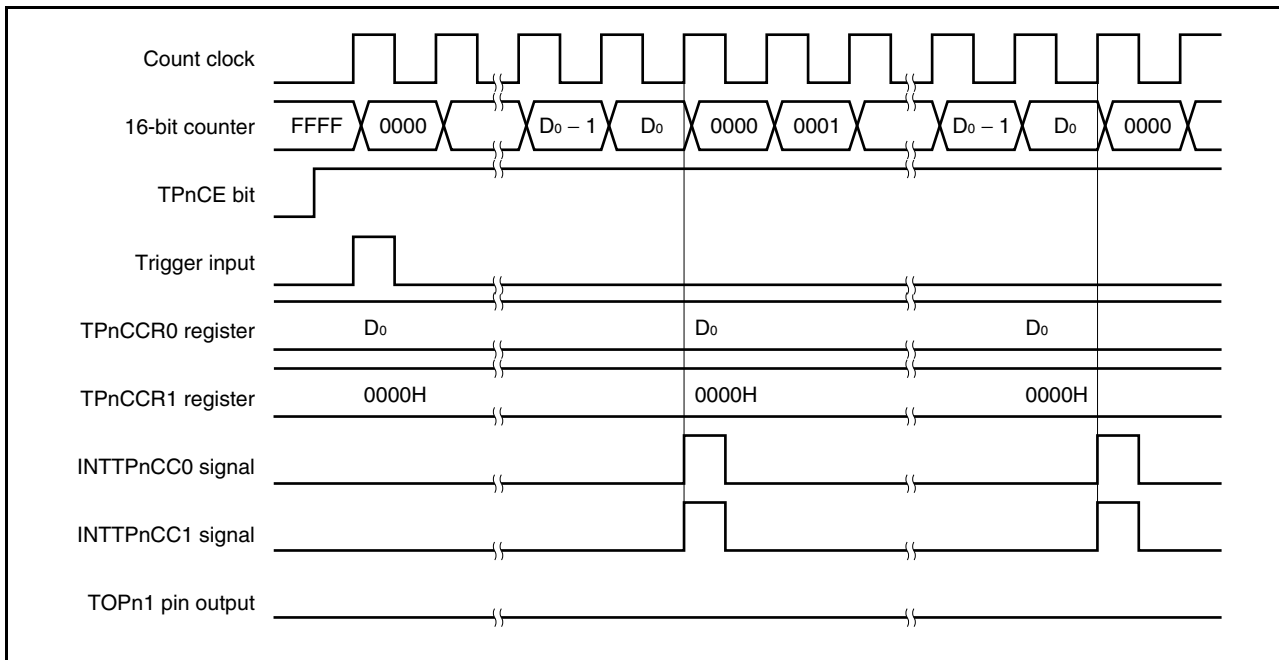 Count clock
16-bit counter FFFF 0000 D₀ − 1 D₀ 0000 0001 D₀ − 1 D₀ 0000
TPnCE bit
Trigger input
TPnCCR0 register D₀ D₀ D₀
TPnCCR1 register 0000H 0000H 0000H
INTTPnCC0 signal
INTTPnCC1 signal
TOPn1 pin output